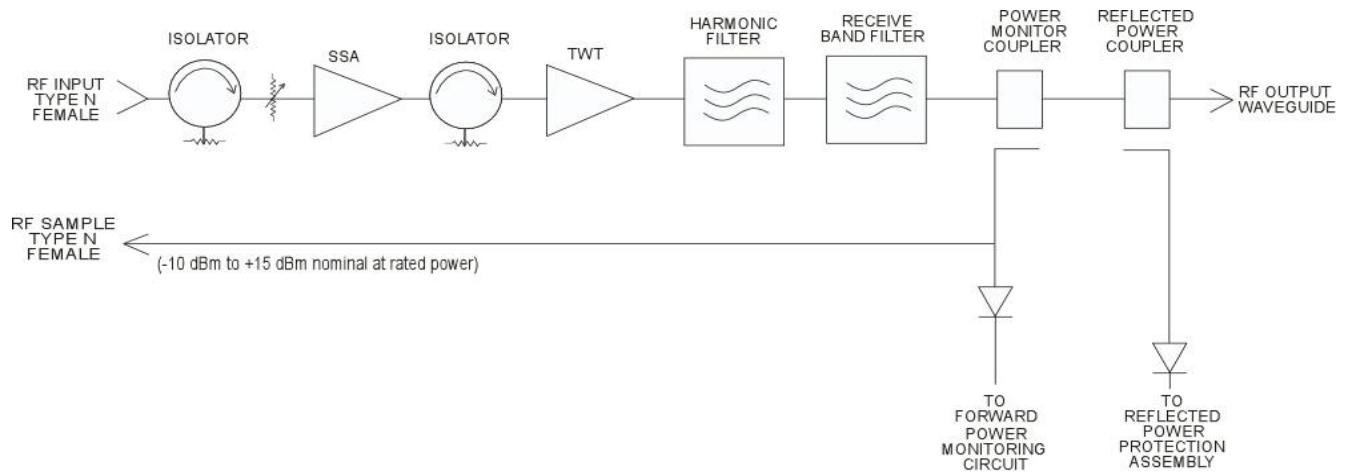 ISOLATOR
SSA
ISOLATOR
TWT
HARMONIC
FILTER
RECEIVE
BAND FILTER
POWER
MONITOR
COUPLER
REFLECTED
POWER
COUPLER
RF INPUT
TYPE N
FEMALE
RF OUTPUT
WAVEGUIDE
RF SAMPLE
TYPE N
FEMALE
(-10 dBm to +15 dBm nominal at rated power)
TO
FORWARD
POWER
MONITORING
CIRCUIT
TO
REFLECTED
POWER
PROTECTION
ASSEMBLY